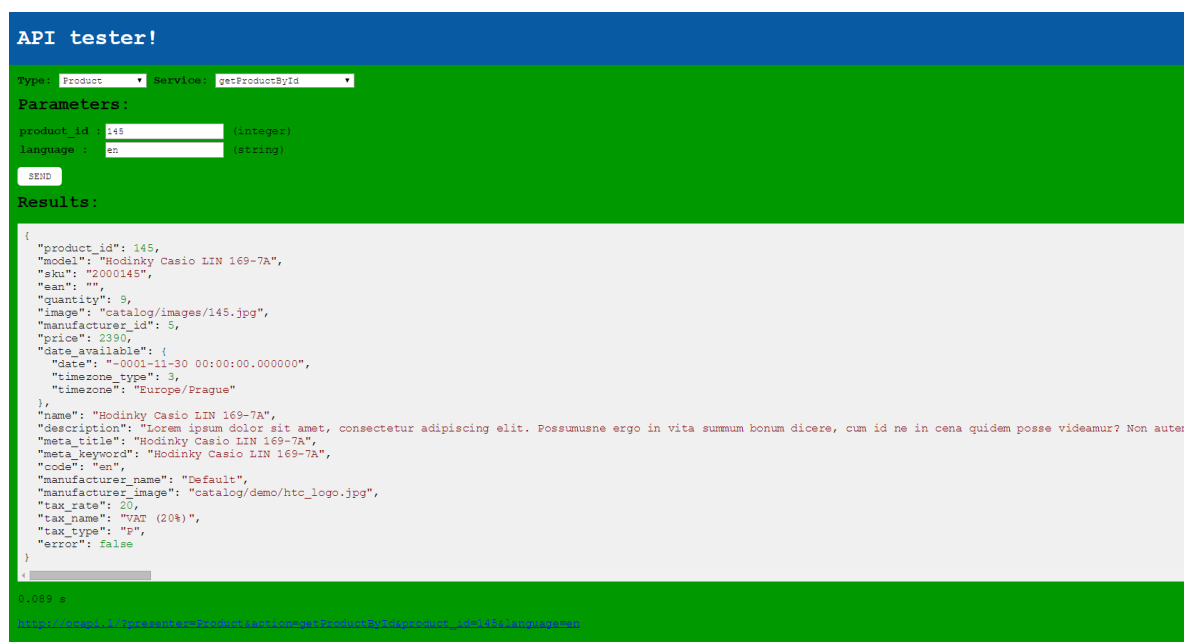 API tester!
Type: Product Service: getProductById
Parameters:
product_id : 145 (integer)
language : en (string)
SEND
Results:
{
"product_id": 145,
"model": "Hodinky Casio LIN 169-7A",
"sku": "2000145",
"ean": "",
"quantity": 9,
"image": "catalog/images/145.jpg",
"manufacturer_id": 5,
"price": 2390,
"date_available": {
"date": "-0001-11-30 00:00:00.000000",
"timezone_type": 3,
"timezone": "Europe/Prague"
},
"name": "Hodinky Casio LIN 169-7A",
"description": "Lorem ipsum dolor sit amet, consectetur adipiscing elit. Possumusne ergo in vita summum bonum dicere, cum id ne in cena quidem posse videamur? Non autem
"meta_title": "Hodinky Casio LIN 169-7A",
"meta_keyword": "Hodinky Casio LIN 169-7A",
"code": "en",
"manufacturer_name": "Default",
"manufacturer_image": "catalog/demo/htc_logo.jpg",
"tax_rate": 20,
"tax_name": "VAT (20%)",
"tax_type": "P",
"error": false
}
0.089 s
http://ocapi.l/?presenter=Product&action=getProductById&product_id=145&language=en